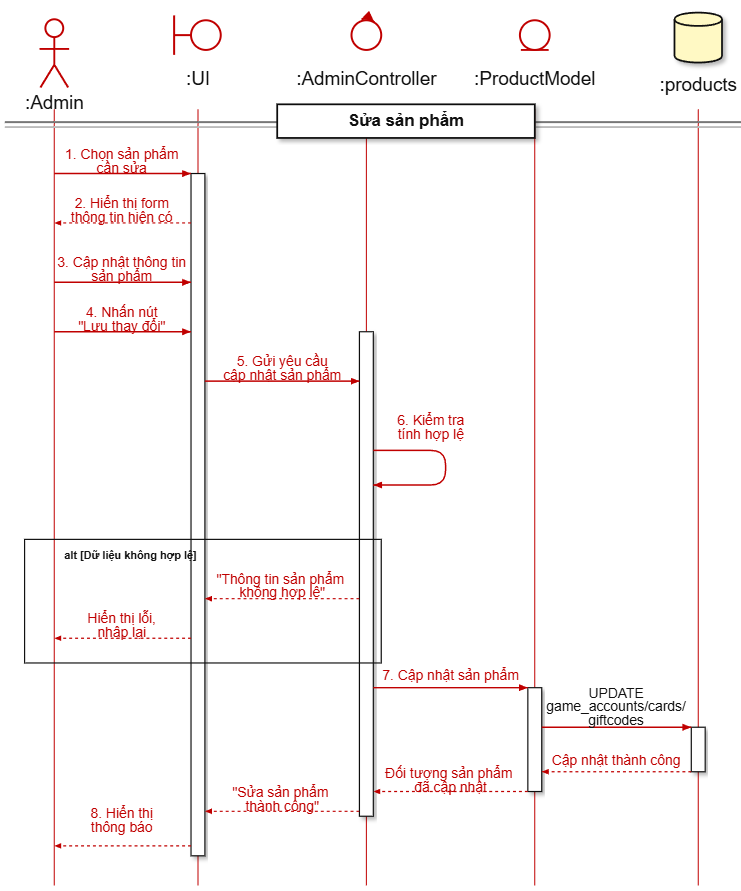 :Admin
:UI
:AdminController
:ProductModel
:products
Sửa sản phẩm
1. Chọn sản phẩm
cần sửa
2. Hiển thị form
thông tin hiện có
3. Cập nhật thông tin
sản phẩm
4. Nhấn nút
"Lưu thay đổi"
5. Gửi yêu cầu
cập nhật sản phẩm
6. Kiểm tra
tính hợp lệ
alt [Dữ liệu không hợp lệ]
"Thông tin sản phẩm
không hợp lệ"
Hiển thị lỗi,
nhập lại
7. Cập nhật sản phẩm
UPDATE
game_accounts/cards/
giftcodes
Cập nhật thành công
Đối tượng sản phẩm
đã cập nhật
"Sửa sản phẩm
thành công"
8. Hiển thị
thông báo